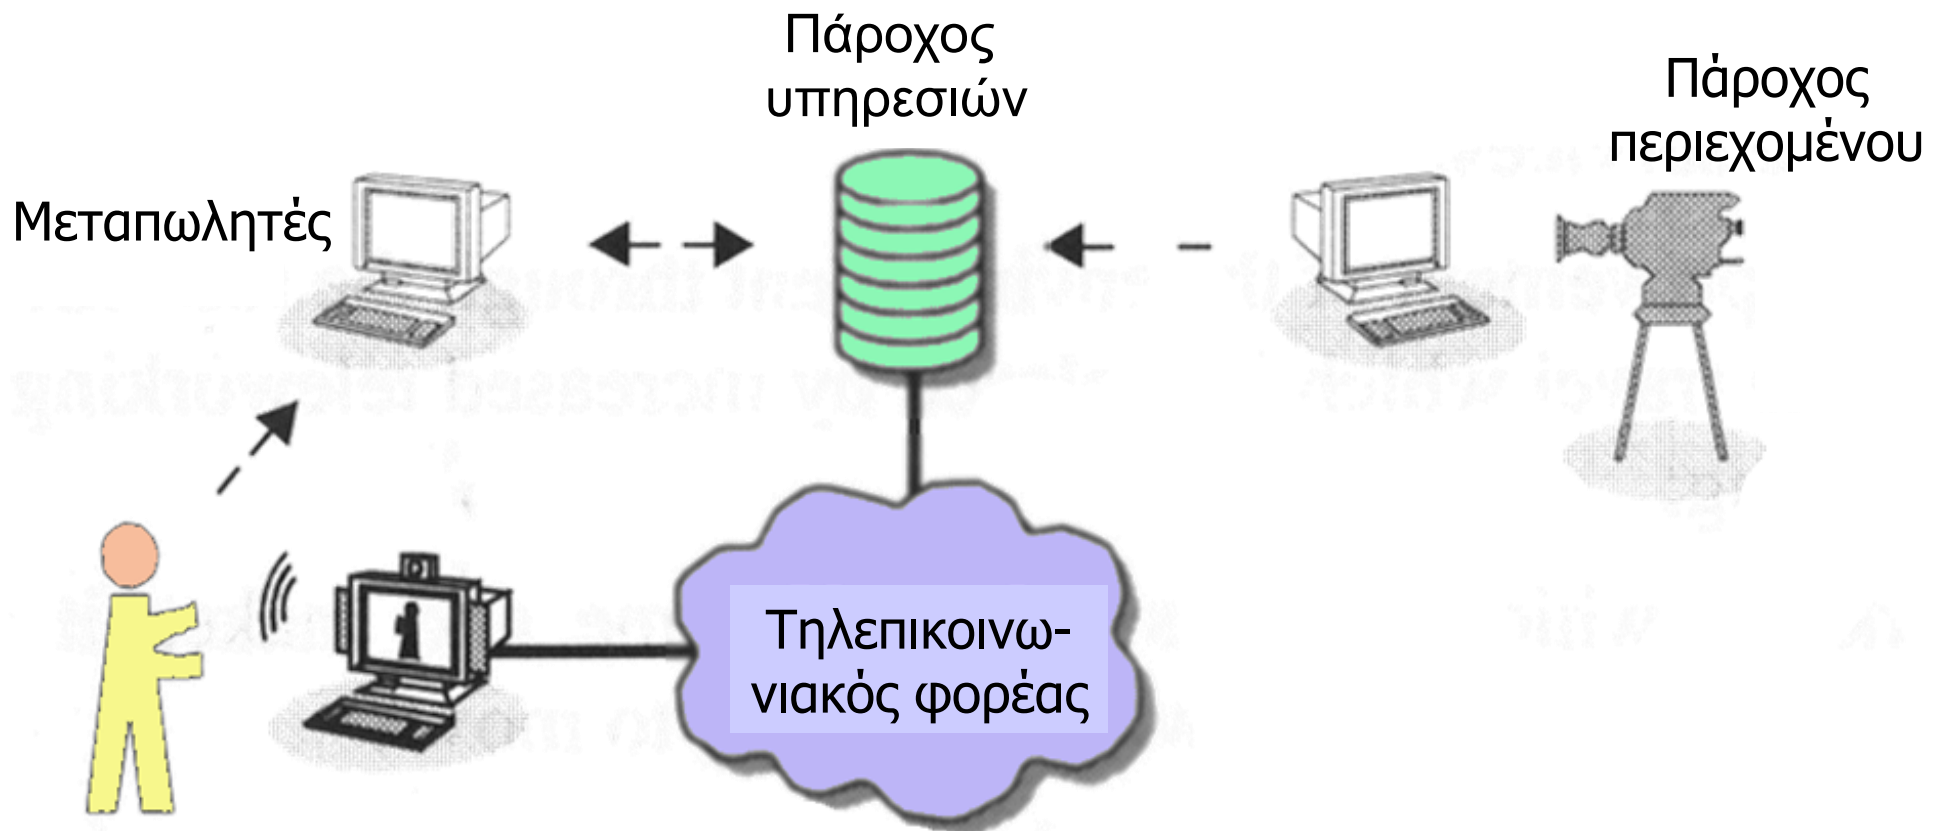 Πάροχος
υπηρεσιών
Πάροχος
περιεχομένου
Μεταπωλητές
Τηλεπικοινω-
νιακός φορέας